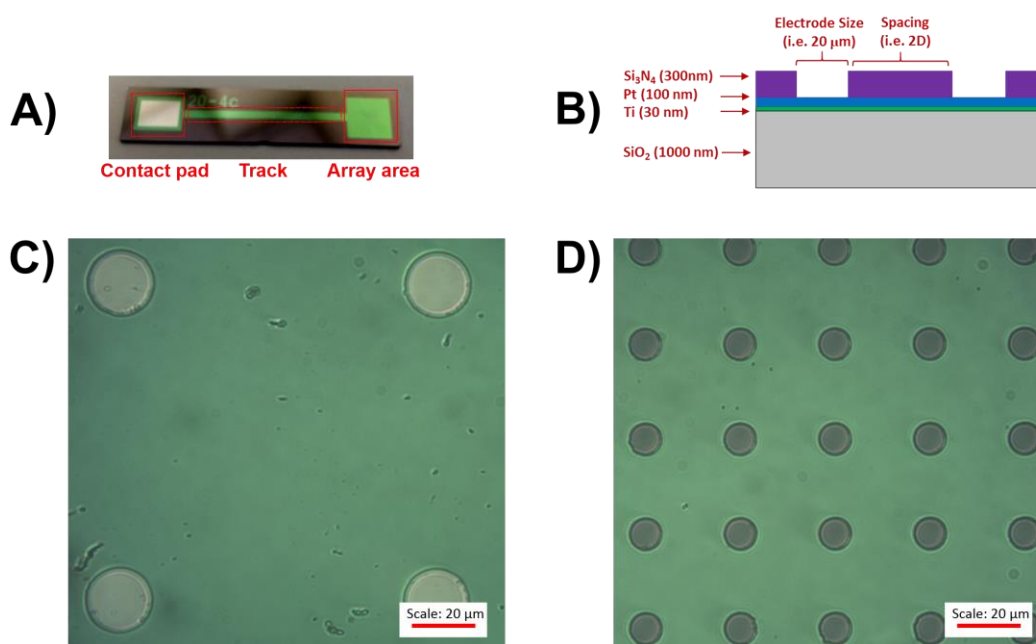 A)
20-4c
Contact pad Track Array area
B)
Electrode Size Spacing
(i.e. 20 μm) (i.e. 2D)
Si₃N₄ (300nm)
Pt (100 nm)
Ti (30 nm)
SiO₂ (1000 nm)
C)
Scale: 20 μm
D)
Scale: 20 μm